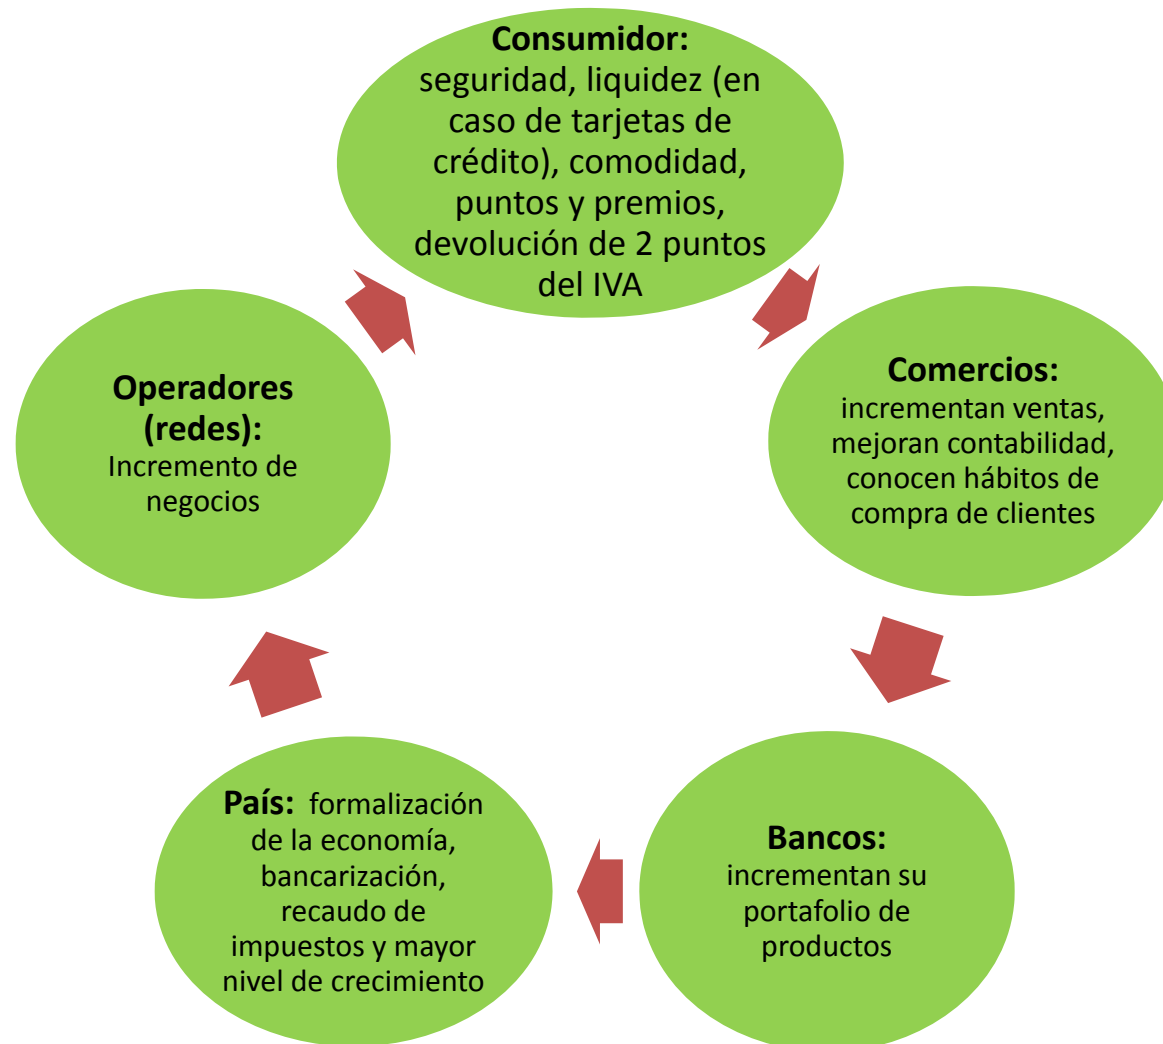 Consumidor:
seguridad, liquidez (en
caso de tarjetas de
crédito), comodidad,
puntos y premios,
devolución de 2 puntos
del IVA
Comercios:
incrementan ventas,
mejoran contabilidad,
conocen hábitos de
compra de clientes
Bancos:
incrementan su
portafolio de
productos
País: formalización
de la economía,
bancarización,
recaudo de
impuestos y mayor
nivel de crecimiento
Operadores
(redes):
Incremento de
negocios